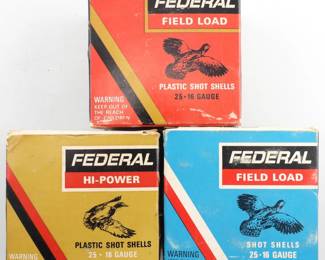 FEDERAL
FIELD LOAD
WARNING
KEEP OUT OF
THE REACH
OF CHILDREN
PLASTIC SHOT SHELLS
25 - 16 GAUGE
FEDERAL
HI-POWER
PLASTIC SHOT SHELLS
25 - 16 GAUGE
WARNING
FEDERAL
FIELD LOAD
SHOT SHELLS
25 - 16 GAUGE
WARNING